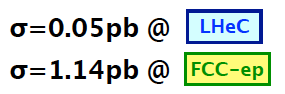 σ=0.05pb @ LHeC
σ=1.14pb @ FCC-ep